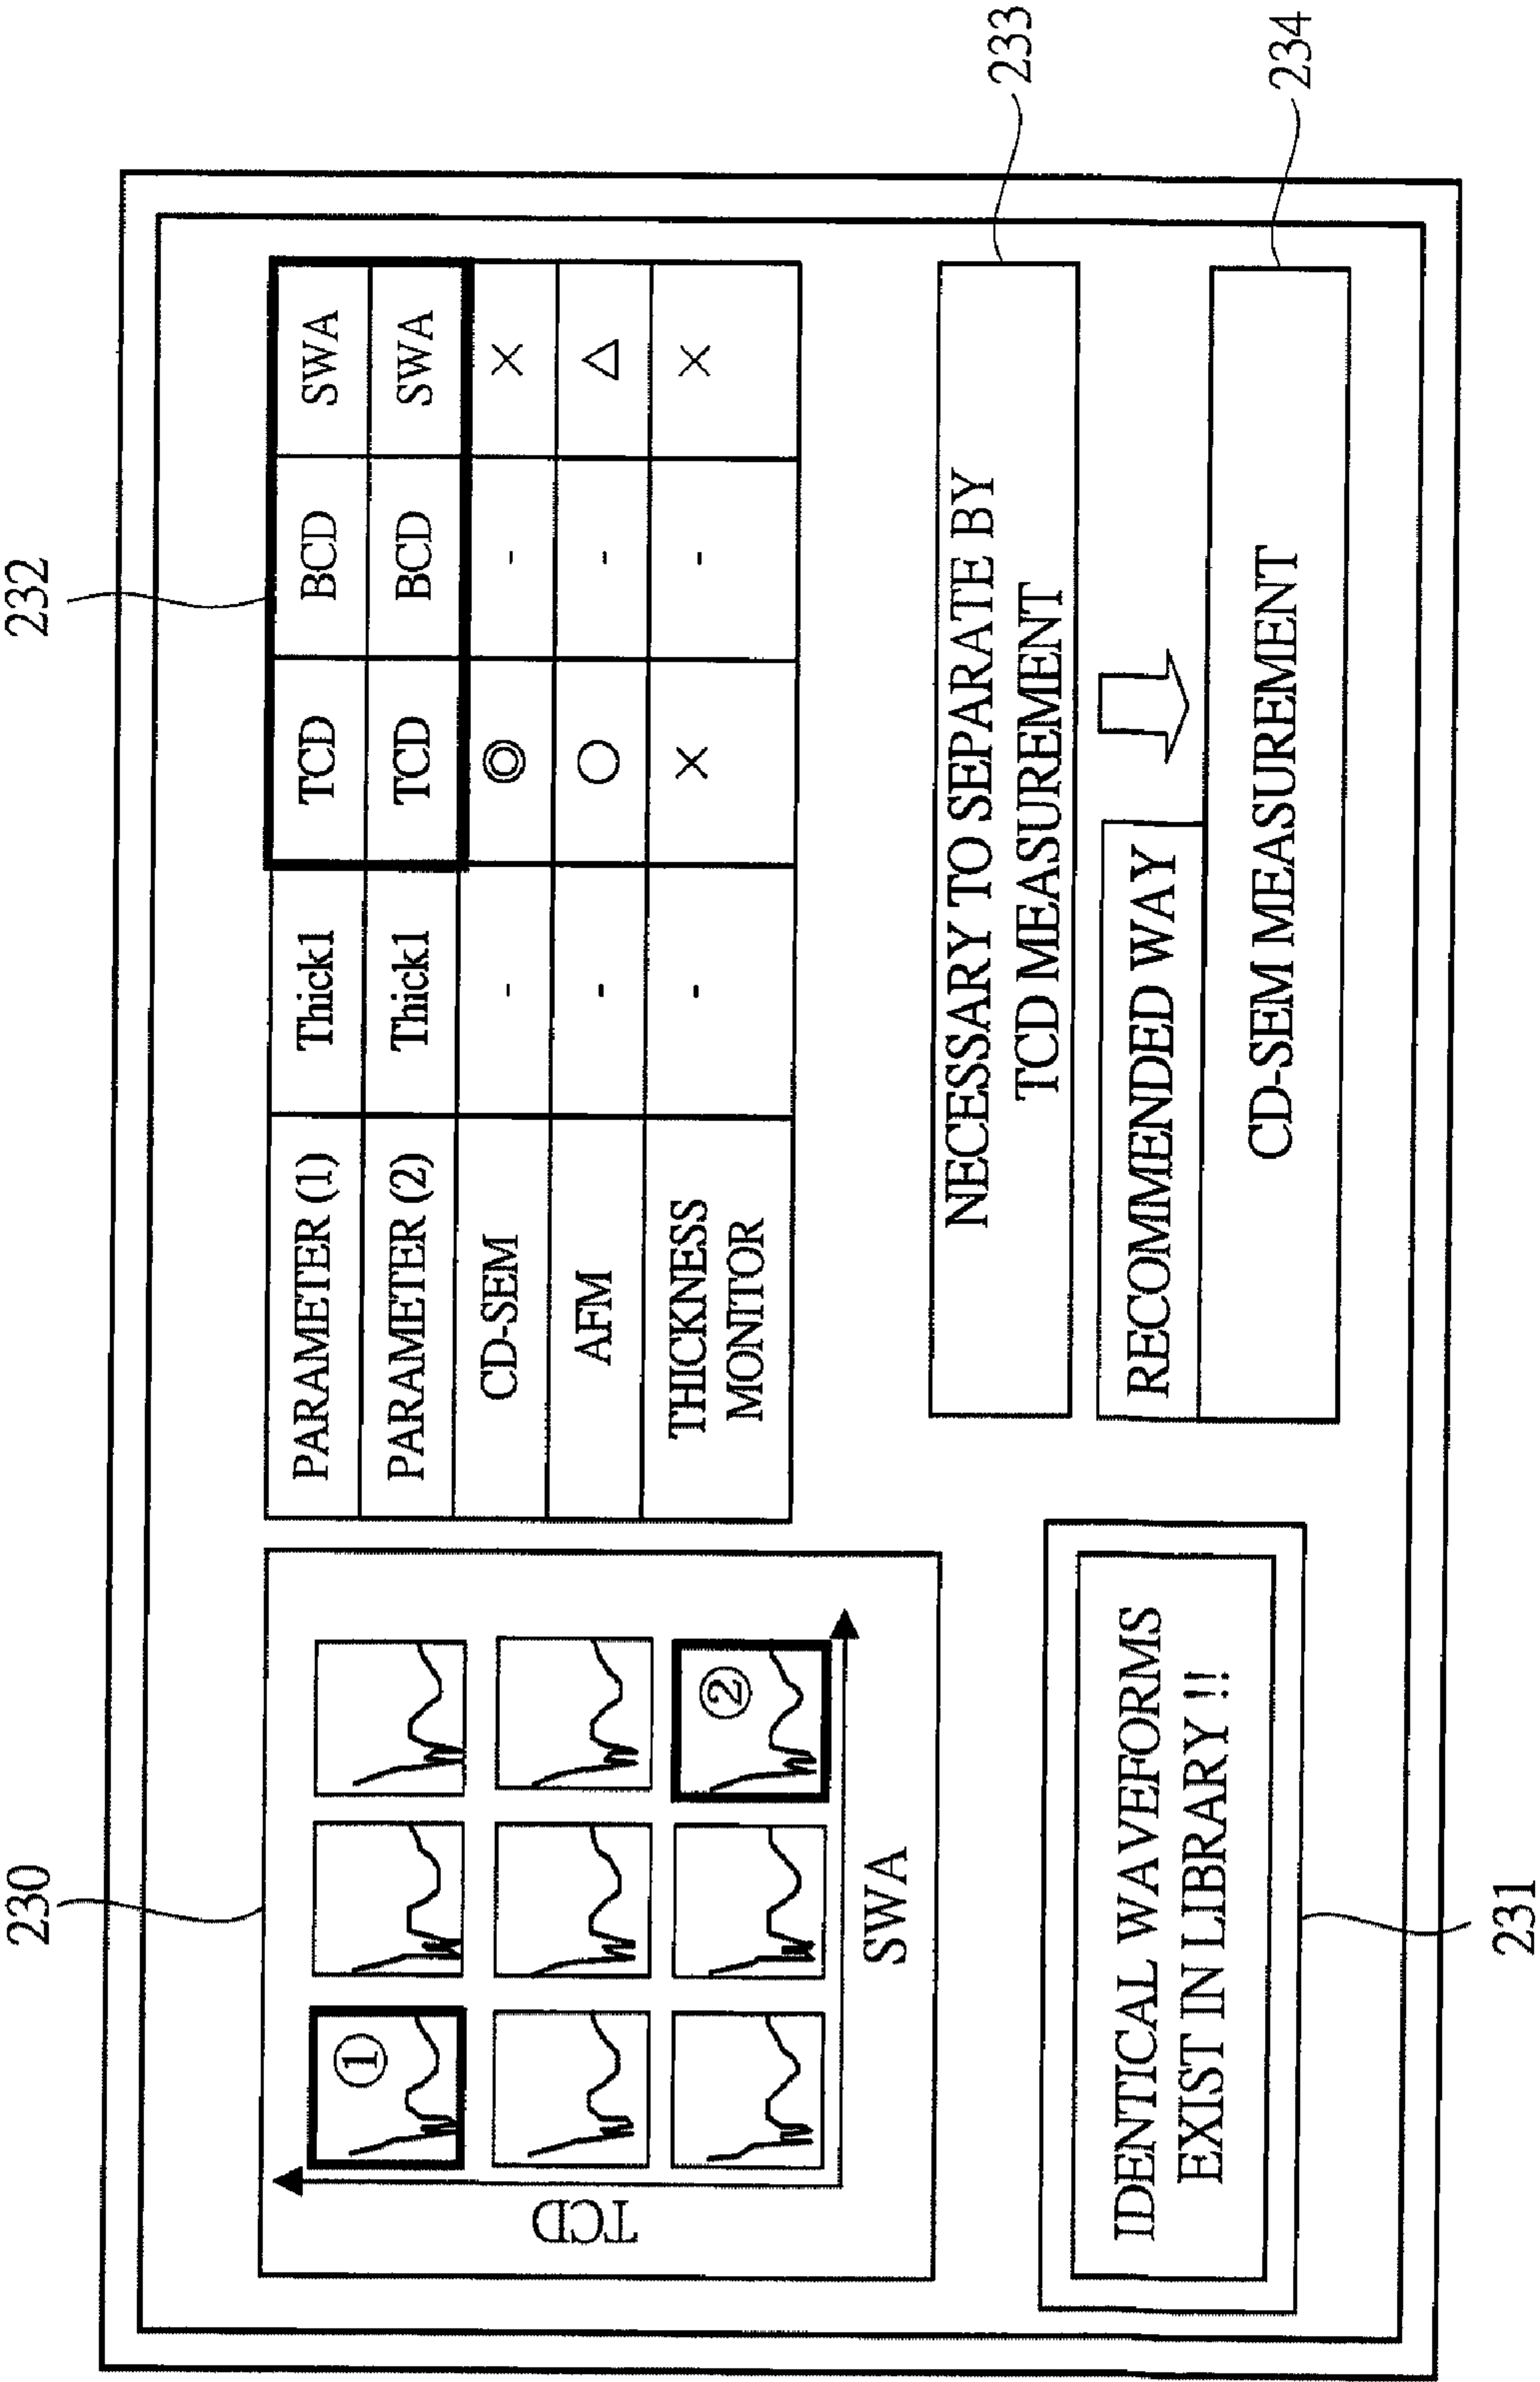 230
232
①
②
TCD
SWA
PARAMETER (1) Thick1 TCD BCD SWA
PARAMETER (2) Thick1 TCD BCD SWA
CD-SEM - ◎ - ×
AFM - ○ - △
THICKNESS
MONITOR - × - ×
IDENTICAL WAVEFORMS
EXIST IN LIBRARY !!
231
NECESSARY TO SEPARATE BY
TCD MEASUREMENT
233
RECOMMENDED WAY
CD-SEM MEASUREMENT
234